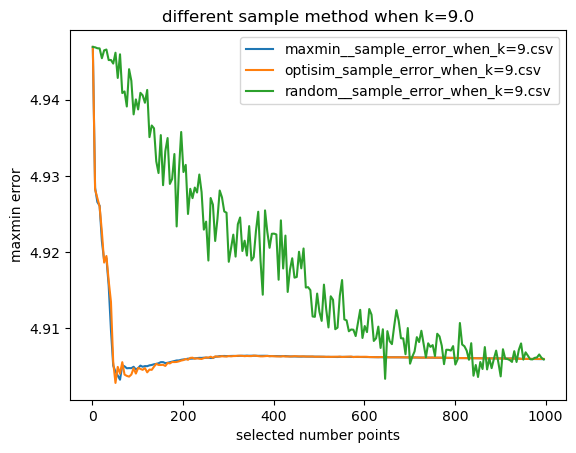 different sample method when k=9.0
maxmin__sample_error_when_k=9.csv
optisim_sample_error_when_k=9.csv
random__sample_error_when_k=9.csv
maxmin error
4.94
4.93
4.92
4.91
0 200 400 600 800 1000
selected number points